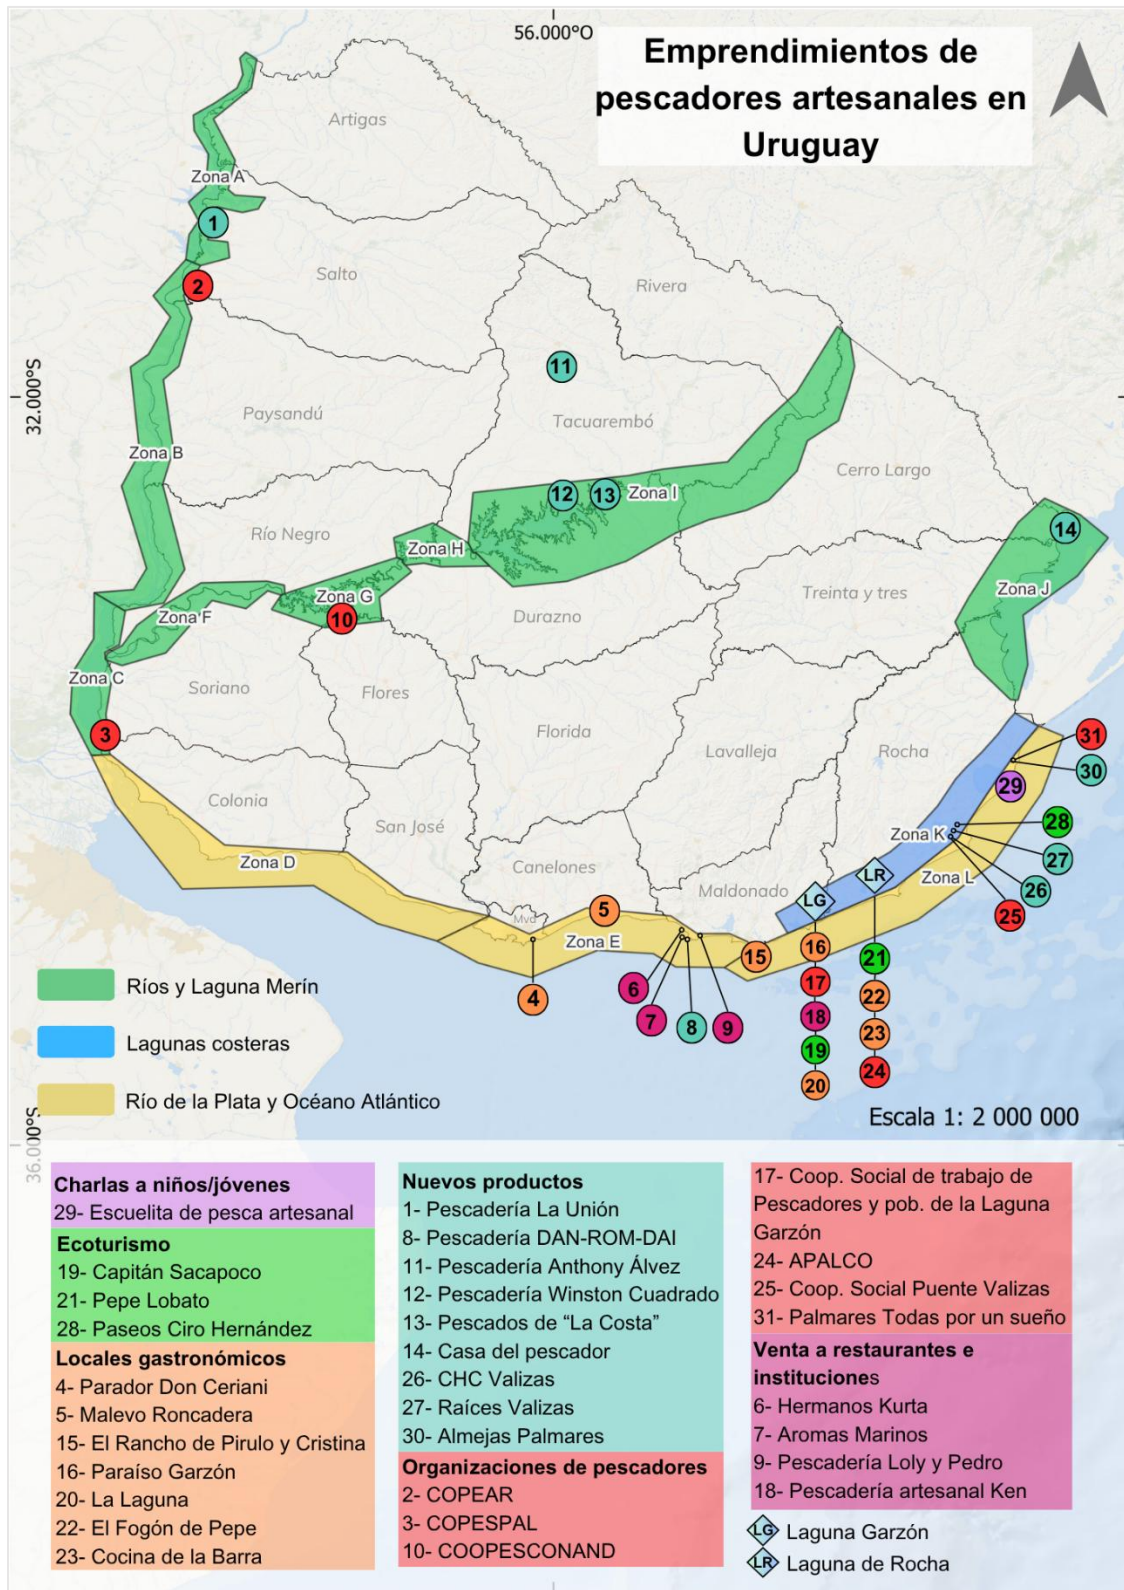 56.000°O
Emprendimientos de
pescadores artesanales en
Uruguay
Artigas
Zona A
1
Salto
2
Rivera
32.000°S
11
Paysandú
Tacuarembó
Zona B
Cerro Largo
12
13
Zona I
Río Negro
14
Zona H
Zona G
10
Zona F
Durazno
Treinta y tres
Zona J
Zona C
Soriano
Flores
3
Florida
Lavalleja
Rocha
31
30
29
Colonia
San José
28
Zona K
27
Zona D
Canelones
Maldonado
LR
Zona L
26
LG
25
5
Mvd
Zona E
15
16
21
4
6
17
22
7
8
9
18
23
19
24
20
Ríos y Laguna Merín
Lagunas costeras
Río de la Plata y Océano Atlántico
Escala 1: 2 000 000
36.000°S
Charlas a niños/jóvenes
29- Escuelita de pesca artesanal
Ecoturismo
19- Capitán Sacapoco
21- Pepe Lobato
28- Paseos Ciro Hernández
Locales gastronómicos
4- Parador Don Ceriani
5- Malevo Roncadera
15- El Rancho de Pirulo y Cristina
16- Paraíso Garzón
20- La Laguna
22- El Fogón de Pepe
23- Cocina de la Barra
Nuevos productos
1- Pescadería La Unión
8- Pescadería DAN-ROM-DAI
11- Pescadería Anthony Álvez
12- Pescadería Winston Cuadrado
13- Pescados de “La Costa”
14- Casa del pescador
26- CHC Valizas
27- Raíces Valizas
30- Almejas Palmares
Organizaciones de pescadores
2- COPEAR
3- COPESPAL
10- COOPESCONAND
17- Coop. Social de trabajo de
Pescadores y pob. de la Laguna
Garzón
24- APALCO
25- Coop. Social Puente Valizas
31- Palmares Todas por un sueño
Venta a restaurantes e
instituciones
6- Hermanos Kurta
7- Aromas Marinos
9- Pescadería Loly y Pedro
18- Pescadería artesanal Ken
LG Laguna Garzón
LR Laguna de Rocha